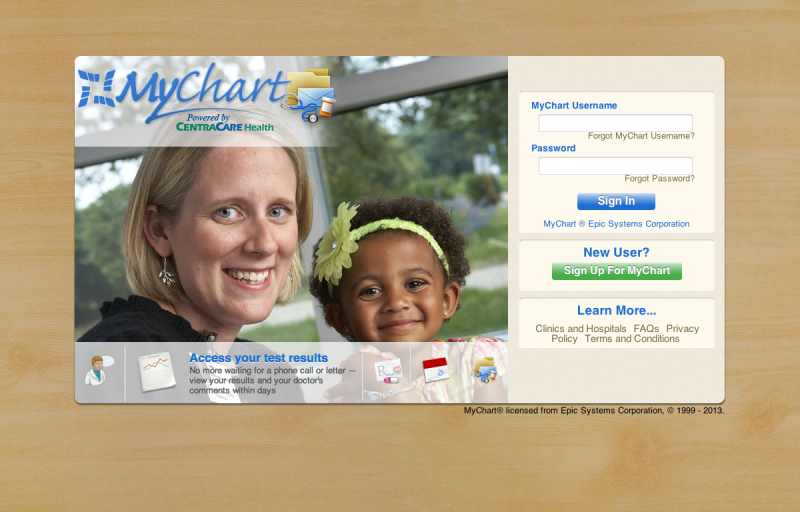 MyChart
Powered by
CENTRACARE Health
MyChart Username
Forgot MyChart Username?
Password
Forgot Password?
Sign In
MyChart ® Epic Systems Corporation
New User?
Sign Up For MyChart
Learn More...
Clinics and Hospitals FAQs Privacy
Policy Terms and Conditions
Access your test results
No more waiting for a phone call or letter —
view your results and your doctor's
comments within days
MyChart® licensed from Epic Systems Corporation, © 1999 - 2013.